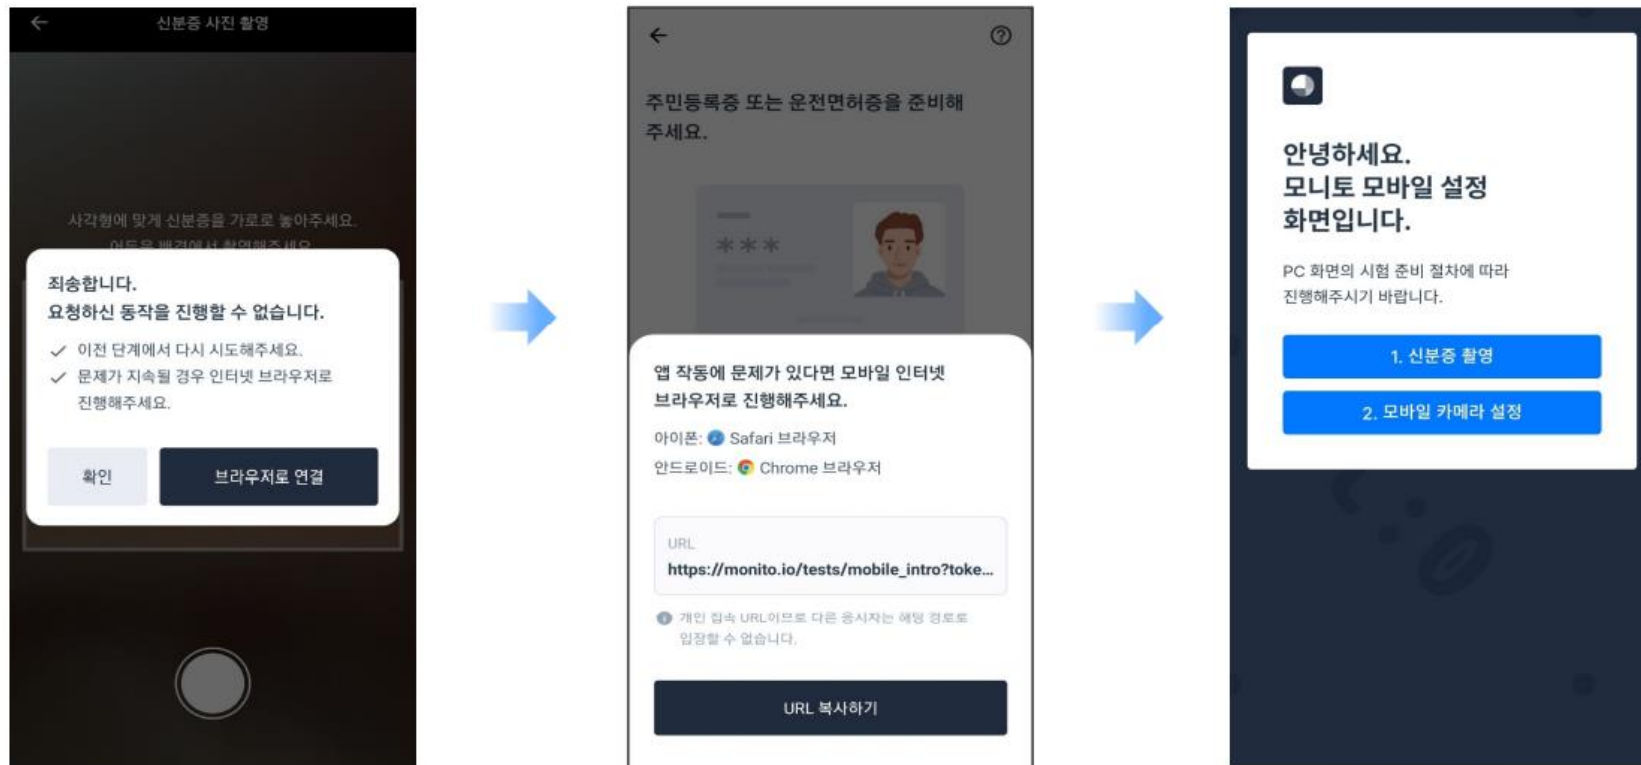 신분증 사진 촬영
사각형에 맞게 신분증을 가로로 놓아주세요.
어두운 배경에서 촬영해주세요
죄송합니다.
요청하신 동작을 진행할 수 없습니다.
이전 단계에서 다시 시도해주세요.
문제가 지속될 경우 인터넷 브라우저로
진행해주세요.
확인
브라우저로 연결
주민등록증 또는 운전면허증을 준비해
주세요.
***
앱 작동에 문제가 있다면 모바일 인터넷
브라우저로 진행해주세요.
아이폰: Safari 브라우저
안드로이드: Chrome 브라우저
URL
https://monito.io/tests/mobile_intro?toke...
개인 접속 URL이므로 다른 응시자는 해당 경로로
입장할 수 없습니다.
URL 복사하기
안녕하세요.
모니토 모바일 설정
화면입니다.
PC 화면의 시험 준비 절차에 따라
진행해주시기 바랍니다.
1. 신분증 촬영
2. 모바일 카메라 설정